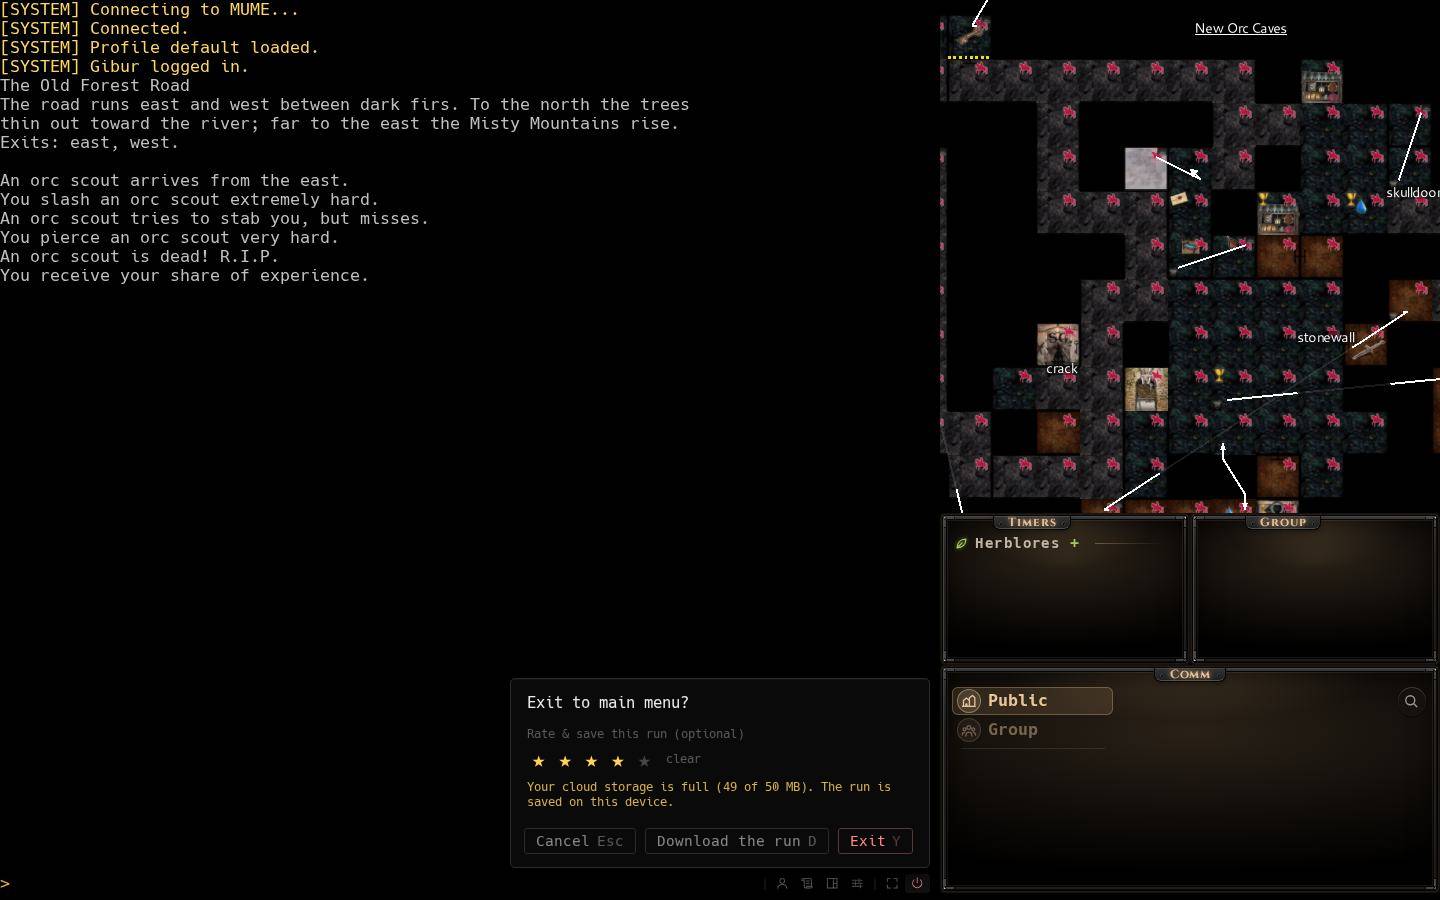 [SYSTEM] Connecting to MUME...
[SYSTEM] Connected.
[SYSTEM] Profile default loaded.
[SYSTEM] Gibur logged in.
The Old Forest Road
The road runs east and west between dark firs. To the north the trees
thin out toward the river; far to the east the Misty Mountains rise.
Exits: east, west.
An orc scout arrives from the east.
You slash an orc scout extremely hard.
An orc scout tries to stab you, but misses.
You pierce an orc scout very hard.
An orc scout is dead! R.I.P.
You receive your share of experience.
New Orc Caves
skulldoor
stonewall
crack
Timers
Herblores +
Group
Comm
Public
Group
Exit to main menu?
Rate & save this run (optional)
★ ★ ★ ★ ★ clear
Your cloud storage is full (49 of 50 MB). The run is
saved on this device.
Cancel Esc Download the run D Exit Y
>